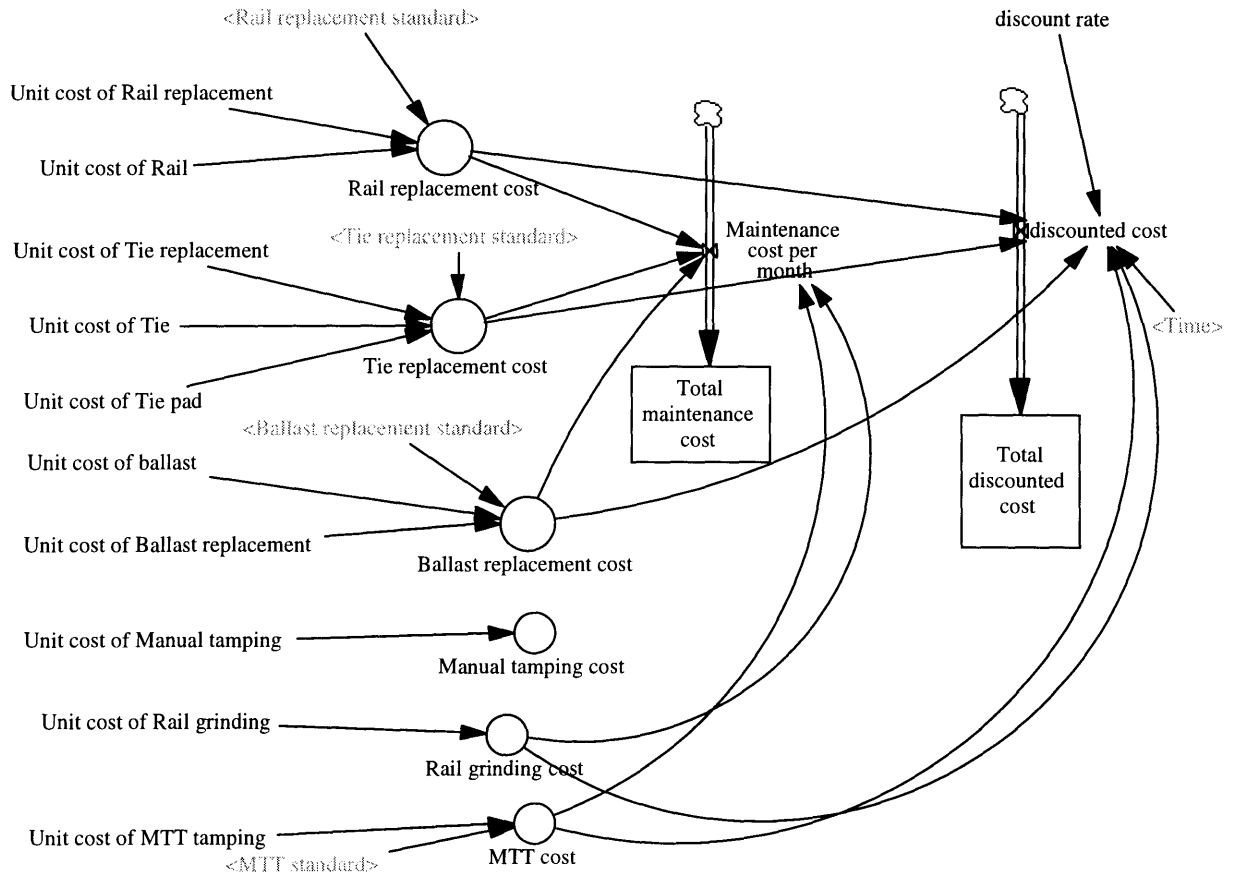 <Rail replacement standard>
discount rate
Unit cost of Rail replacement
Unit cost of Rail
Rail replacement cost
Unit cost of Tie replacement
<Tie replacement standard>
Maintenance
cost per
month
discounted cost
Unit cost of Tie
<Time>
Tie replacement cost
Unit cost of Tie pad
Total
maintenance
cost
<Ballast replacement standard>
Unit cost of ballast
Total
discounted
cost
Unit cost of Ballast replacement
Ballast replacement cost
Unit cost of Manual tamping
Manual tamping cost
Unit cost of Rail grinding
Rail grinding cost
Unit cost of MTT tamping
<MTT standard>
MTT cost